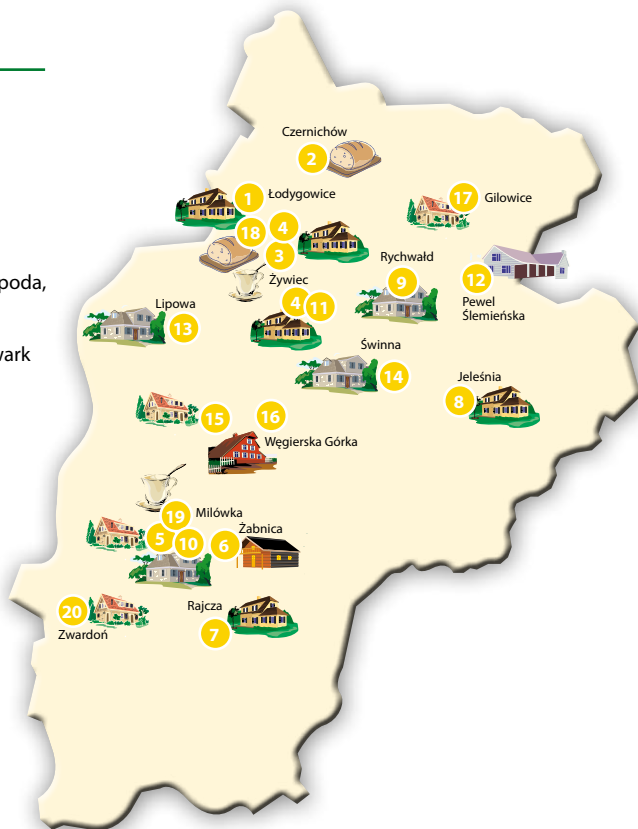 Czernichów
2
1
Łodygowice
17
Gilowice
18
4
3
Rychwałd
9
12
Pewel
Ślemieńska
poda,
Żywiec
4
11
Lipowa
13
wark
Świnna
14
Jeleśnia
8
15
16
Węgierska Górka
19
Milówka
5
10
6
Żabnica
20
Zwardoń
Rajcza
7